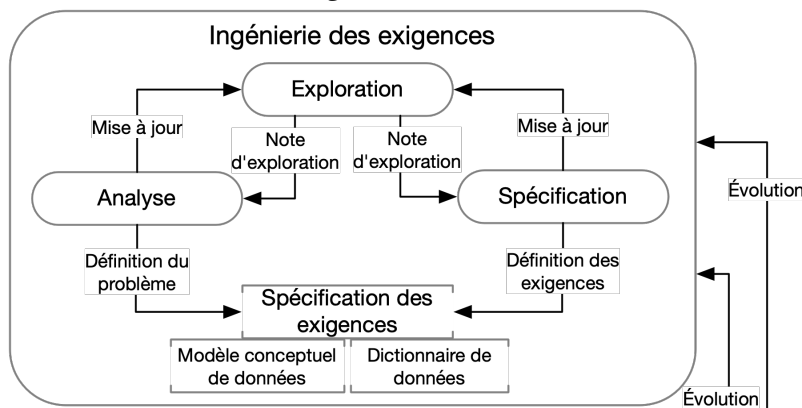 Ingénierie des exigences
Exploration
Mise à jour
Note
d'exploration
Note
d'exploration
Mise à jour
Analyse
Spécification
Évolution
Définition du
problème
Définition des
exigences
Spécification des
exigences
Modèle conceptuel
de données
Dictionnaire de
données
Évolution